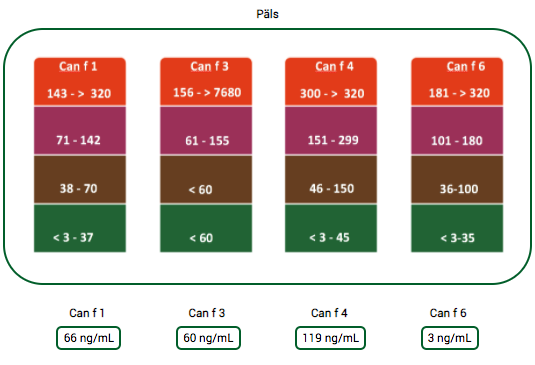 Päls
Can f 1 Can f 3 Can f 4 Can f 6
143 - > 320 156 - > 7680 300 - > 320 181 - > 320
71 - 142 61 - 155 151 - 299 101 - 180
38 - 70 < 60 46 - 150 36-100
< 3 - 37 < 60 < 3 - 45 < 3-35
Can f 1 Can f 3 Can f 4 Can f 6
66 ng/mL 60 ng/mL 119 ng/mL 3 ng/mL